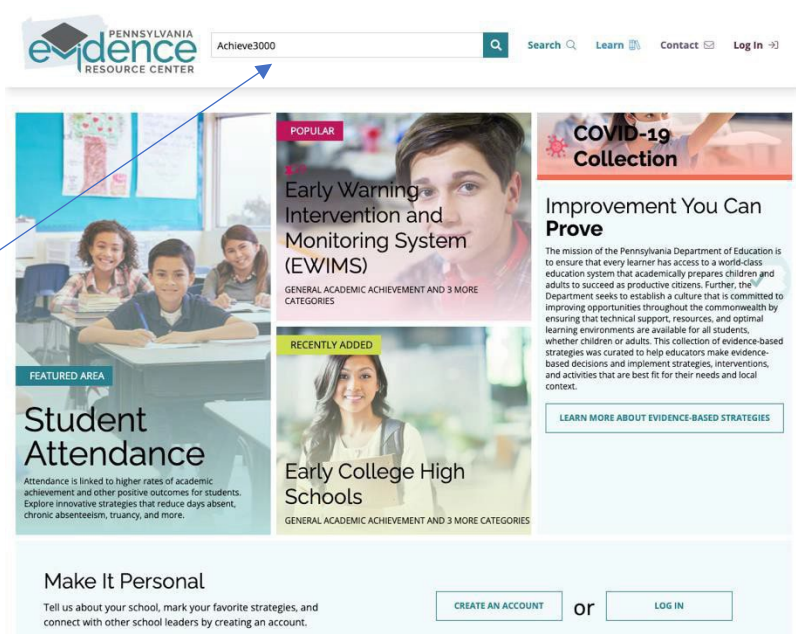 PENNSYLVANIA
evidence
RESOURCE CENTER
Achieve3000
Search
Learn
Contact
Log In
FEATURED AREA
Student
Attendance
Attendance is linked to higher rates of academic
achievement and other positive outcomes for students.
Explore innovative strategies that reduce days absent,
chronic absenteeism, truancy, and more.
POPULAR
Early Warning
Intervention and
Monitoring System
(EWIMS)
GENERAL ACADEMIC ACHIEVEMENT AND 3 MORE
CATEGORIES
RECENTLY ADDED
Early College High
Schools
GENERAL ACADEMIC ACHIEVEMENT AND 3 MORE CATEGORIES
COVID-19
Collection
Improvement You Can
Prove
The mission of the Pennsylvania Department of Education is
to ensure that every learner has access to a world-class
education system that academically prepares children and
adults to succeed as productive citizens. Further, the
Department seeks to establish a culture that is committed to
improving opportunities throughout the commonwealth by
ensuring that technical support, resources, and optimal
learning environments are available for all students,
whether children or adults. This collection of evidence-based
strategies was curated to help educators make evidence-
based decisions and implement strategies, interventions,
and activities that are best fit for their needs and local
context.
LEARN MORE ABOUT EVIDENCE-BASED STRATEGIES
Make It Personal
Tell us about your school, mark your favorite strategies, and
connect with other school leaders by creating an account.
CREATE AN ACCOUNT
or
LOG IN